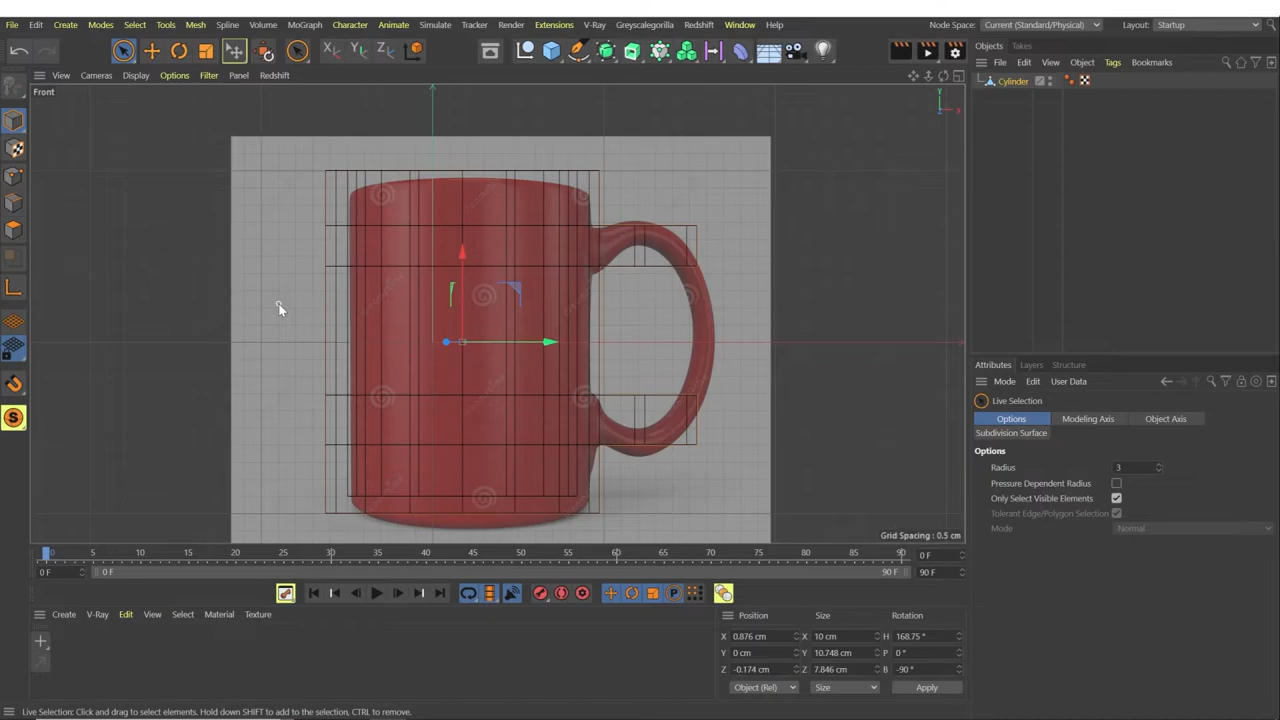 File Edit Create Modes Select Tools Mesh Spline Volume MoGraph Character Animate Simulate Tracker Render Extensions V-Ray Greyscalegorilla Redshift Window Help Node Space: Current (Standard/Physical) Layout: Startup
X Y Z
Objects Takes
File Edit View Object Tags Bookmarks
View Cameras Display Options Filter Panel Redshift
Cylinder
Front
Y
X
Z
Attributes Layers Structure
Mode Edit User Data
Live Selection
Options Modeling Axis Object Axis
Subdivision Surface
Options
Radius 3
Pressure Dependent Radius
Only Select Visible Elements
Tolerant Edge/Polygon Selection
Mode Normal
S
Grid Spacing : 0.5 cm
0 5 10 15 20 25 30 35 40 45 50 55 60 65 70 75 80 85 90 0 F
0 F 0 F 90 F 90 F
P
Create V-Ray Edit View Select Material Texture
Position Size Rotation
X 0.876 cm X 10 cm H 168.75 °
Y 0 cm Y 10.748 cm P 0 °
Z -0.174 cm Z 7.846 cm B -90 °
Object (Rel) Size Apply
Live Selection: Click and drag to select elements. Hold down SHIFT to add to the selection, CTRL to remove.